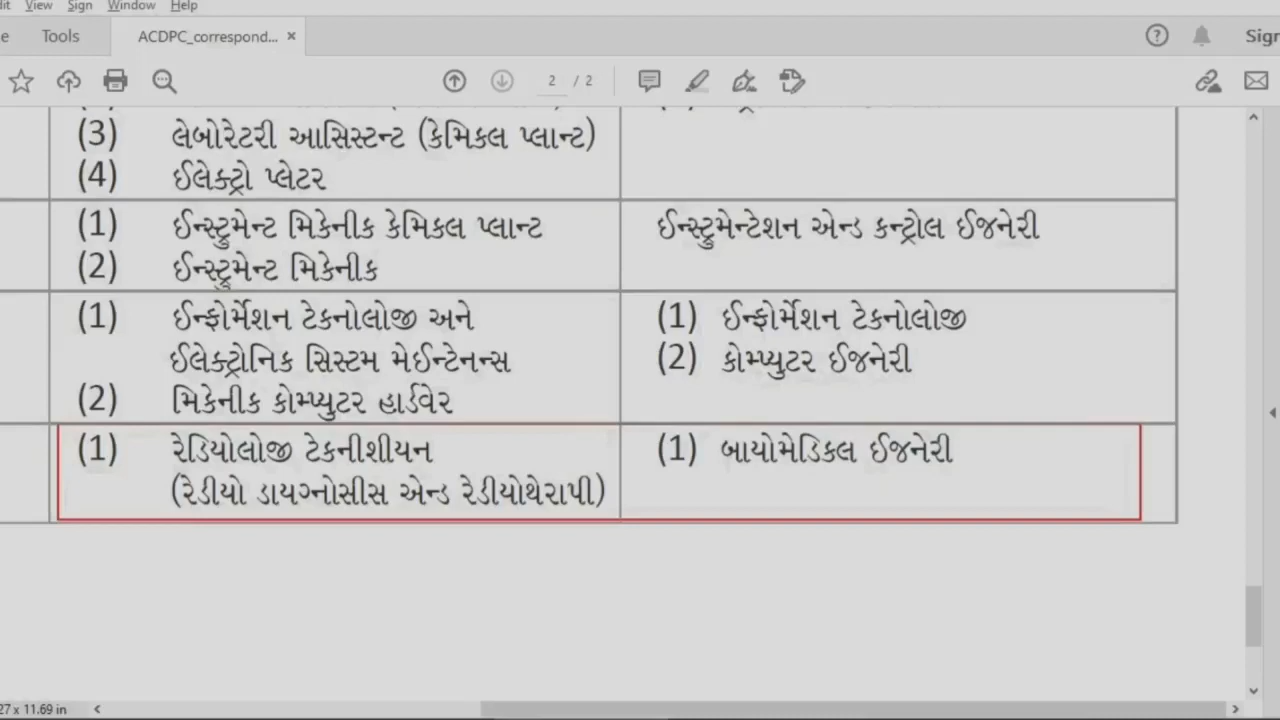 View Sign Window Help
Tools ACDPC_correspond... × Sign
2 / 2
(3) લેબોરેટરી આસિસ્ટન્ટ (કેમિકલ પ્લાન્ટ)
(4) ઈલેક્ટ્રો પ્લેટર
(1) ઈન્સ્ટ્રુમેન્ટ મિકેનીક કેમિકલ પ્લાન્ટ ઈન્સ્ટ્રુમેન્ટેશન એન્ડ કન્ટ્રોલ ઈજનેરી
(2) ઈન્સ્ટ્રુમેન્ટ મિકેનીક
(1) ઈન્ફોર્મેશન ટેકનોલોજી અને (1) ઈન્ફોર્મેશન ટેકનોલોજી
ઈલેક્ટ્રોનિક સિસ્ટમ મેઈન્ટેનન્સ (2) કોમ્પ્યુટર ઈજનેરી
(2) મિકેનીક કોમ્પ્યુટર હાર્ડવેર
(1) રેડિયોલોજી ટેકનીશીયન (1) બાયોમેડિકલ ઈજનેરી
(રેડીયો ડાયગ્નોસીસ એન્ડ રેડીયોથેરાપી)
27 x 11.69 in